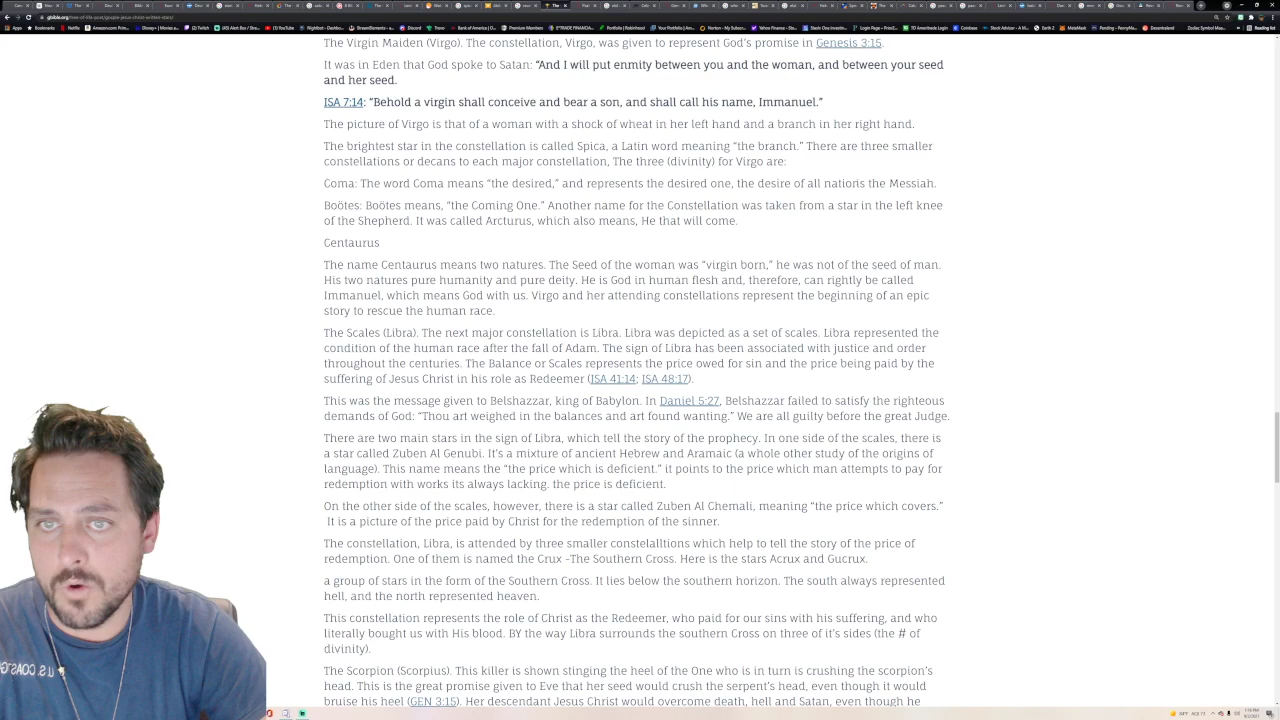 glbible.org/tree-of-life-post/gospels-jesus-christ-written-stars/
The Virgin Maiden (Virgo). The constellation, Virgo, was given to represent God's promise in Genesis 3:15.
It was in Eden that God spoke to Satan: “And I will put enmity between you and the woman, and between your seed
and her seed.
ISA 7:14: “Behold a virgin shall conceive and bear a son, and shall call his name, Immanuel.”
The picture of Virgo is that of a woman with a shock of wheat in her left hand and a branch in her right hand.
The brightest star in the constellation is called Spica, a Latin word meaning “the branch.” There are three smaller
constellations or decans to each major constellation, The three (divinity) for Virgo are:
Coma: The word Coma means “the desired,” and represents the desired one, the desire of all nations the Messiah.
Boötes: Boötes means, “the Coming One.” Another name for the Constellation was taken from a star in the left knee
of the Shepherd. It was called Arcturus, which also means, He that will come.
Centaurus
The name Centaurus means two natures. The Seed of the woman was “virgin born,” he was not of the seed of man.
His two natures pure humanity and pure deity. He is God in human flesh and, therefore, can rightly be called
Immanuel, which means God with us. Virgo and her attending constellations represent the beginning of an epic
story to rescue the human race.
The Scales (Libra). The next major constellation is Libra. Libra was depicted as a set of scales. Libra represented the
condition of the human race after the fall of Adam. The sign of Libra has been associated with justice and order
throughout the centuries. The Balance or Scales represents the price owed for sin and the price being paid by the
suffering of Jesus Christ in his role as Redeemer (ISA 41:14; ISA 48:17).
This was the message given to Belshazzar, king of Babylon. In Daniel 5:27, Belshazzar failed to satisfy the righteous
demands of God: “Thou art weighed in the balances and art found wanting.” We are all guilty before the great Judge.
There are two main stars in the sign of Libra, which tell the story of the prophecy. In one side of the scales, there is
a star called Zuben Al Genubi. It's a mixture of ancient Hebrew and Aramaic (a whole other study of the origins of
language). This name means the “the price which is deficient.” it points to the price which man attempts to pay for
redemption with works its always lacking. the price is deficient.
On the other side of the scales, however, there is a star called Zuben Al Chemali, meaning “the price which covers.”
It is a picture of the price paid by Christ for the redemption of the sinner.
The constellation, Libra, is attended by three smaller constelalltions which help to tell the story of the price of
redemption. One of them is named the Crux -The Southern Cross. Here is the stars Acrux and Gucrux.
a group of stars in the form of the Southern Cross. It lies below the southern horizon. The south always represented
hell, and the north represented heaven.
This constellation represents the role of Christ as the Redeemer, who paid for our sins with his suffering, and who
literally bought us with His blood. BY the way Libra surrounds the southern Cross on three of it's sides (the # of
divinity).
The Scorpion (Scorpius). This killer is shown stinging the heel of the One who is in turn is crushing the scorpion's
head. This is the great promise given to Eve that her seed would crush the serpent's head, even though it would
bruise his heel (GEN 3:15). Her descendant Jesus Christ would overcome death, hell and Satan, even though he